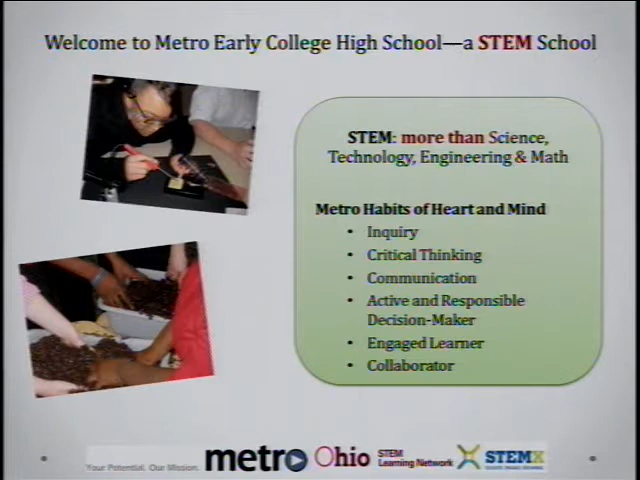 Welcome to Metro Early College High School—a STEM School
STEM: more than Science,
Technology, Engineering & Math
Metro Habits of Heart and Mind
• Inquiry
• Critical Thinking
• Communication
• Active and Responsible
Decision-Maker
• Engaged Learner
• Collaborator
Your Potential. Our Mission.
metro
Ohio
STEM
Learning Network
STEMX